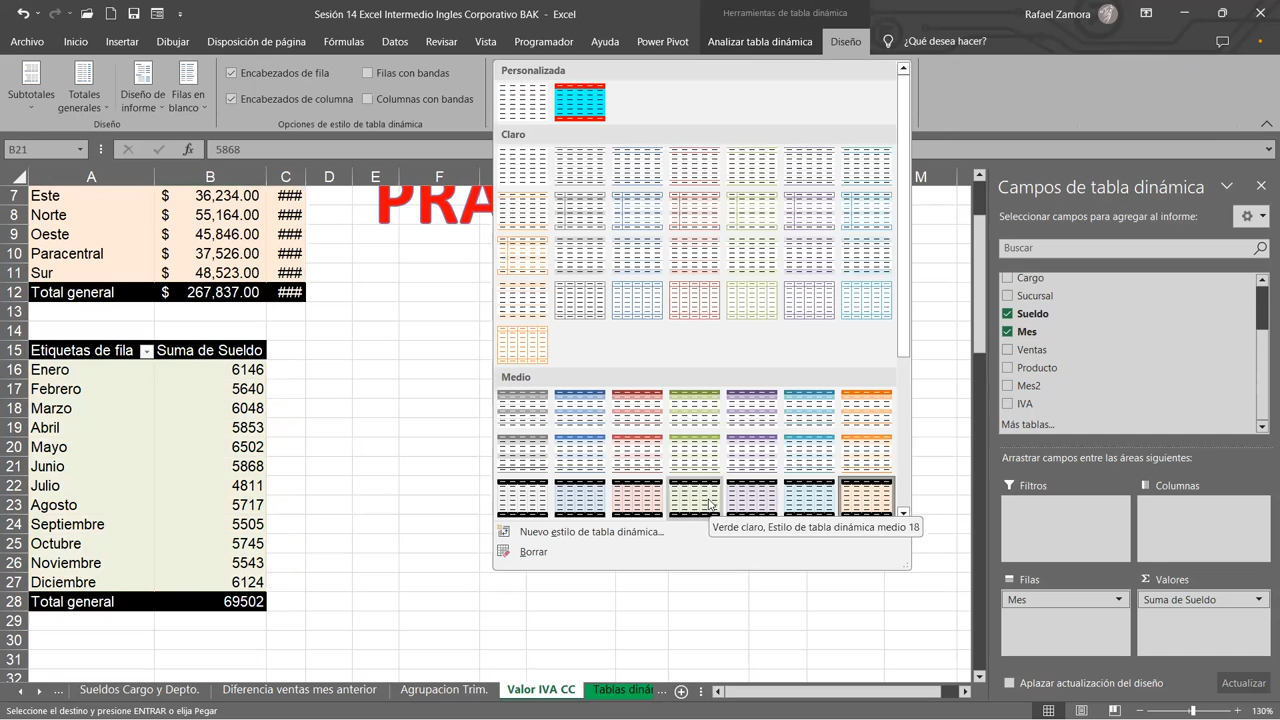 Sesión 14 Excel Intermedio Ingles Corporativo BAK - Excel
Herramientas de tabla dinámica
Rafael Zamora
Archivo Inicio Insertar Dibujar Disposición de página Fórmulas Datos Revisar Vista Programador Ayuda Power Pivot Analizar tabla dinámica Diseño ¿Qué desea hacer?
Subtotales
Totales generales
Diseño de informe
Filas en blanco
Diseño
Encabezados de fila
Filas con bandas
Encabezados de columna
Columnas con bandas
Opciones de estilo de tabla dinámica
B21 fx 5868
A B C D E F M
7 Este $ 36,234.00 ###
8 Norte $ 55,164.00 ###
9 Oeste $ 45,846.00 ###
10 Paracentral $ 37,526.00 ###
11 Sur $ 48,523.00 ###
12 Total general $ 267,837.00 ###
13
14
15 Etiquetas de fila Suma de Sueldo
16 Enero 6146
17 Febrero 5640
18 Marzo 6048
19 Abril 5853
20 Mayo 6502
21 Junio 5868
22 Julio 4811
23 Agosto 5717
24 Septiembre 5505
25 Octubre 5745
26 Noviembre 5543
27 Diciembre 6124
28 Total general 69502
29
30
31
32
PRA
Personalizada
Claro
Medio
Verde claro, Estilo de tabla dinámica medio 18
Nuevo estilo de tabla dinámica...
Borrar
Campos de tabla dinámica
Seleccionar campos para agregar al informe:
Buscar
Cargo
Sucursal
Sueldo
Mes
Ventas
Producto
Mes2
IVA
Más tablas...
Arrastrar campos entre las áreas siguientes:
Filtros
Columnas
Filas
Σ Valores
Mes
Suma de Sueldo
Aplazar actualización del diseño
Actualizar
... Sueldos Cargo y Depto. Diferencia ventas mes anterior Agrupacion Trim. Valor IVA CC Tablas dinár ...
Seleccione el destino y presione ENTRAR o elija Pegar
130%